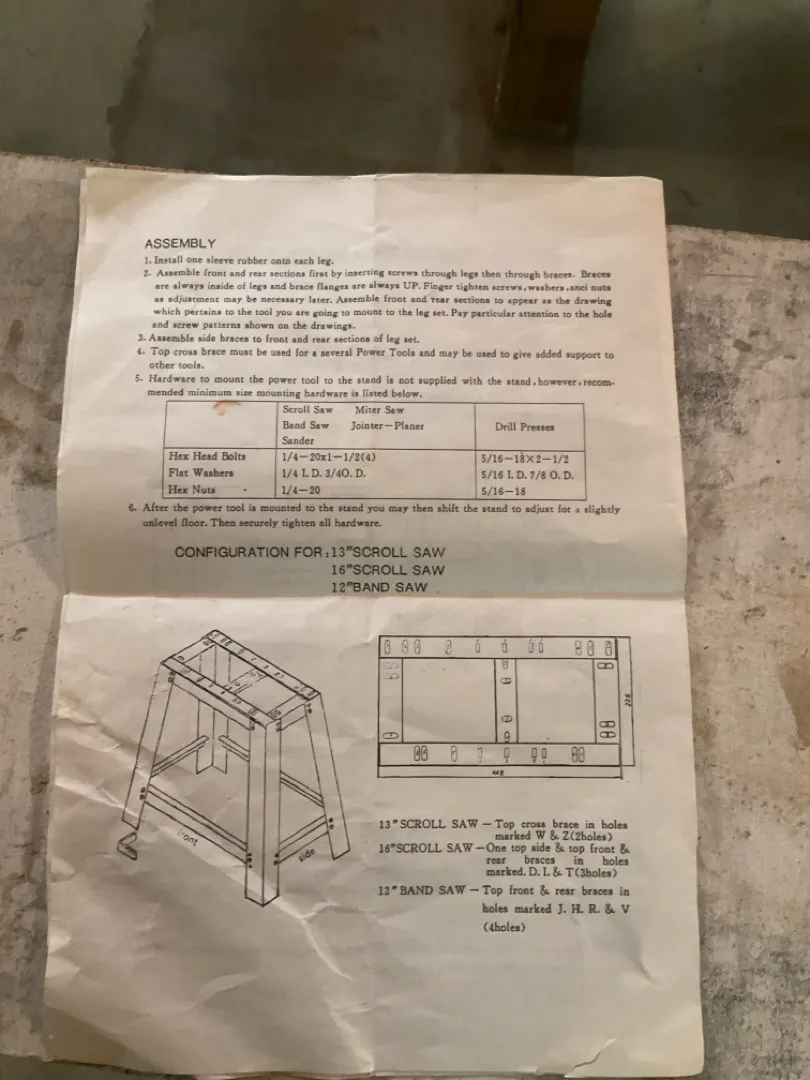 ASSEMBLY
1. Install one sleeve rubber onto each leg.
2. Assemble front and rear sections first by inserting screws through legs then through braces. Braces
are always inside of legs and brace flanges are always UP. Finger tighten screws, washers, anci nuts
as adjustment may be necessary later. Assemble front and rear sections to appear as the drawing
which pertains to the tool you are going to mount to the leg set. Pay particular attention to the hole
and screw patterns shown on the drawings.
3. Assemble side braces to front and rear sections of leg set.
4. Top cross brace must be used for a several Power Tools and may be used to give added support to
other tools.
5. Hardware to mount the power tool to the stand is not supplied with the stand, however, recom-
mended minimum size mounting hardware is listed below.
Scroll Saw Miter Saw
Band Saw Jointer—Planer Drill Presses
Sander
Hex Head Bolts 1/4—20x1—1/2(4) 5/16—18×2—1/2
Flat Washers 1/4 I. D. 3/4O. D. 5/16 I. D. 7/8 O. D.
Hex Nuts 1/4—20 5/16—18
6. After the power tool is mounted to the stand you may then shift the stand to adjust fot a slightly
unlevel floor. Then securely tighten all hardware.
CONFIGURATION FOR:13"SCROLL SAW
16"SCROLL SAW
12"BAND SAW
front
side
13"SCROLL SAW — Top cross brace in holes
marked W & Z(2holes)
16"SCROLL SAW —One top side & top front &
rear braces in holes
marked. D. I. & T(3holes)
12"BAND SAW — Top front & rear braces in
holes marked J. H. R. & V
(4holes)